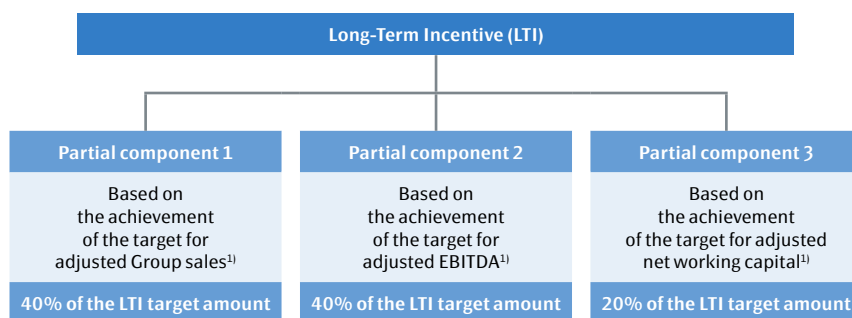 Long-Term Incentive (LTI)
Partial component 1
Based on
the achievement
of the target for
adjusted Group sales¹⁾
40% of the LTI target amount
Partial component 2
Based on
the achievement
of the target for
adjusted EBITDA¹⁾
40% of the LTI target amount
Partial component 3
Based on
the achievement
of the target for adjusted
net working capital¹⁾
20% of the LTI target amount